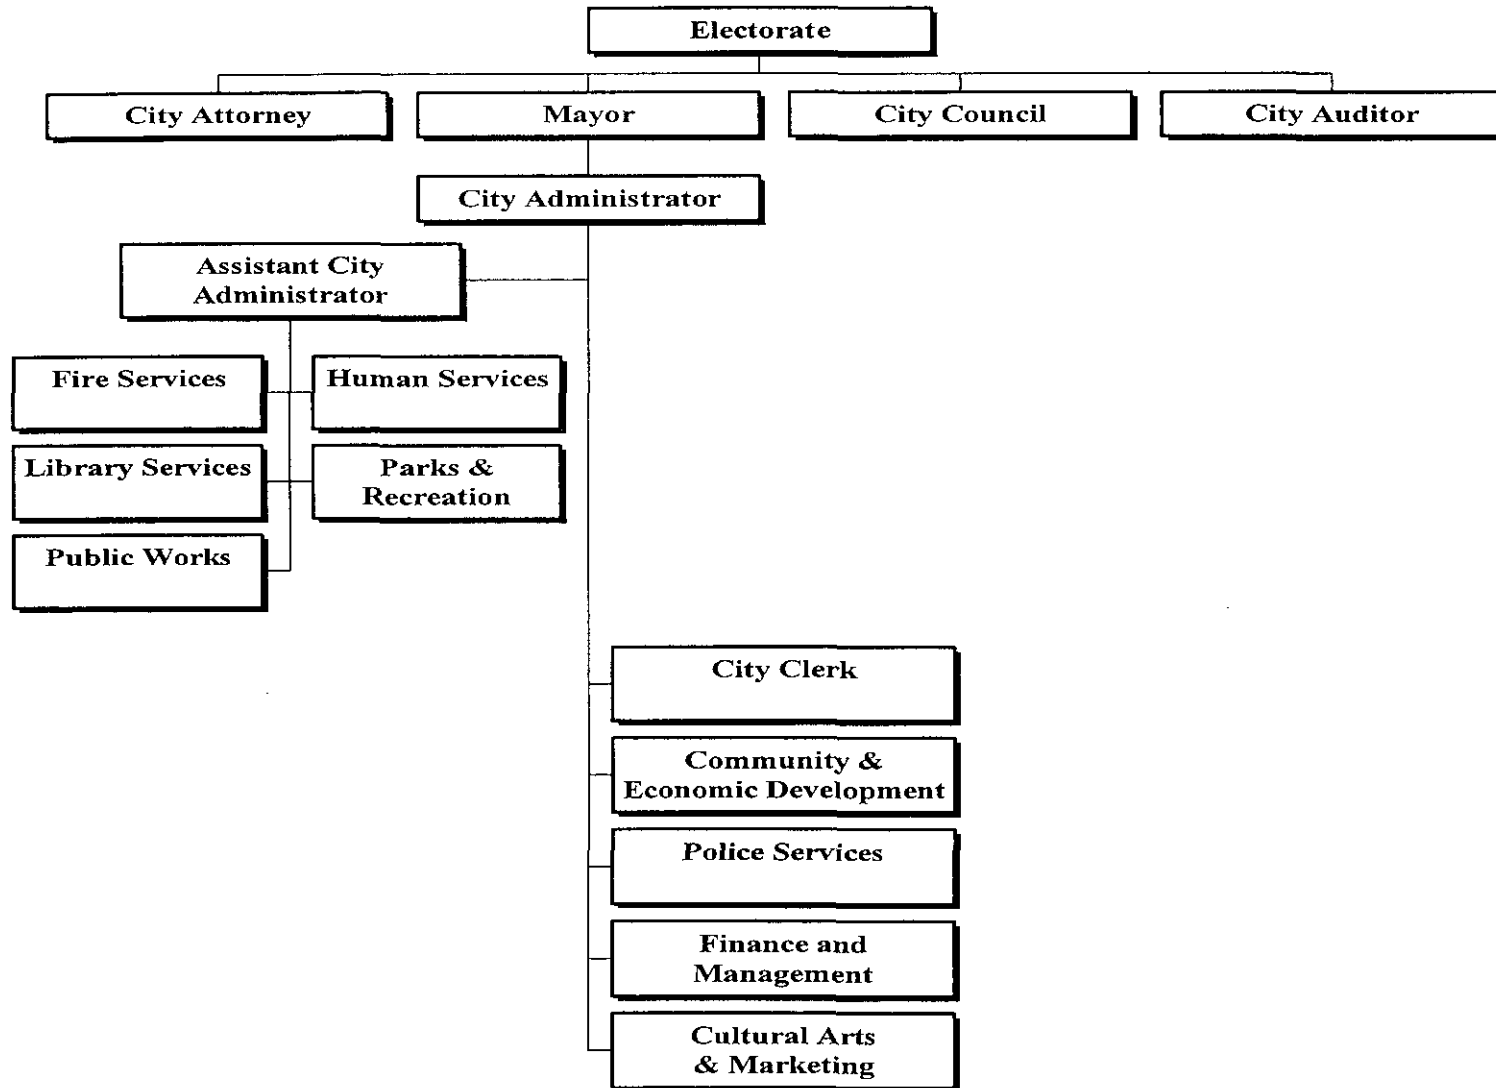 Electorate
City Attorney
Mayor
City Council
City Auditor
City Administrator
Assistant City
Administrator
Fire Services
Human Services
Library Services
Parks &
Recreation
Public Works
City Clerk
Community &
Economic Development
Police Services
Finance and
Management
Cultural Arts
& Marketing